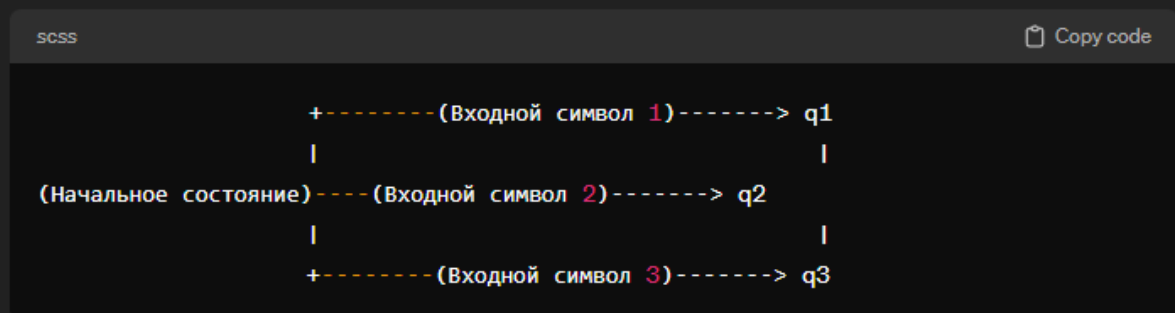 scss Copy code
+--------(Входной символ 1)-------> q1
| |
(Начальное состояние)----(Входной символ 2)-------> q2
| |
+--------(Входной символ 3)-------> q3